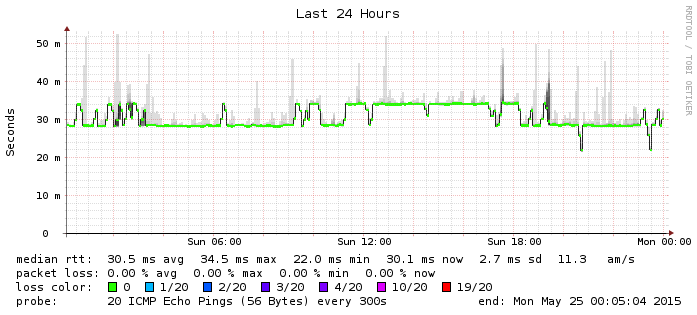 Last 24 Hours
RRDTOOL / TOBI OETIKER
Seconds
50 m
40 m
30 m
20 m
10 m
0
Sun 06:00 Sun 12:00 Sun 18:00 Mon 00:00
median rtt: 30.5 ms avg 34.5 ms max 22.0 ms min 30.1 ms now 2.7 ms sd 11.3 am/s
packet loss: 0.00 % avg 0.00 % max 0.00 % min 0.00 % now
loss color: 0 1/20 2/20 3/20 4/20 10/20 19/20
probe: 20 ICMP Echo Pings (56 Bytes) every 300s end: Mon May 25 00:05:04 2015